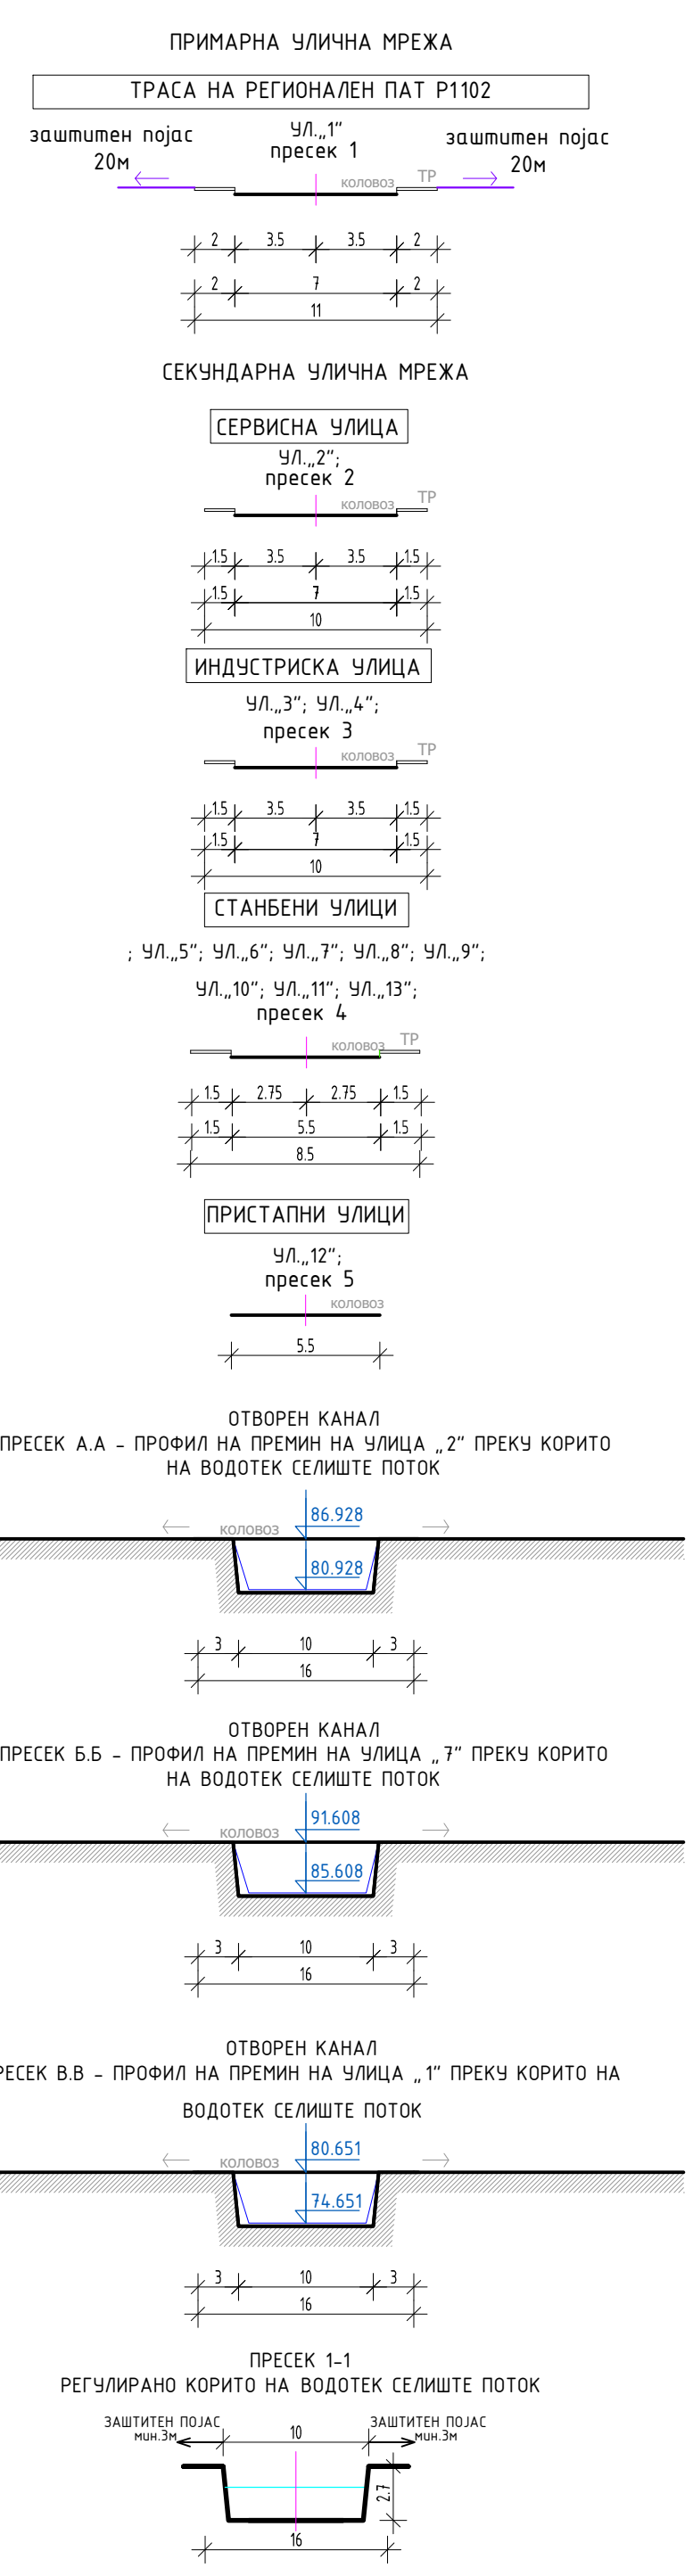 ПРИМАРНА УЛИЧНА МРЕЖА
ТРАСА НА РЕГИОНАЛЕН ПАТ Р1102
заштитен појас
20м
УЛ.„1“
пресек 1
заштитен појас
20м
коловоз ТР
2 3.5 3.5 2
2 7 2
11
СЕКУНДАРНА УЛИЧНА МРЕЖА
СЕРВИСНА УЛИЦА
УЛ.„2“;
пресек 2
коловоз ТР
1.5 3.5 3.5 1.5
1.5 7 1.5
10
ИНДУСТРИСКА УЛИЦА
УЛ.„3“; УЛ.„4“;
пресек 3
коловоз ТР
1.5 3.5 3.5 1.5
1.5 7 1.5
10
СТАНБЕНИ УЛИЦИ
; УЛ.„5“; УЛ.„6“; УЛ.„7“; УЛ.„8“; УЛ.„9“;
УЛ.„10“; УЛ.„11“; УЛ.„13“;
пресек 4
коловоз ТР
1.5 2.75 2.75 1.5
1.5 5.5 1.5
8.5
ПРИСТАПНИ УЛИЦИ
УЛ.„12“;
пресек 5
коловоз
5.5
ОТВОРЕН КАНАЛ
ПРЕСЕК А.А – ПРОФИЛ НА ПРЕМИН НА УЛИЦА „2“ ПРЕКУ КОРИТО
НА ВОДОТЕК СЕЛИШТЕ ПОТОК
коловоз 86.928
80.928
3 10 3
16
ОТВОРЕН КАНАЛ
ПРЕСЕК Б.Б – ПРОФИЛ НА ПРЕМИН НА УЛИЦА „7“ ПРЕКУ КОРИТО
НА ВОДОТЕК СЕЛИШТЕ ПОТОК
коловоз 91.608
85.608
3 10 3
16
ОТВОРЕН КАНАЛ
РЕСЕК В.В – ПРОФИЛ НА ПРЕМИН НА УЛИЦА „1“ ПРЕКУ КОРИТО НА
ВОДОТЕК СЕЛИШТЕ ПОТОК
коловоз 80.651
74.651
3 10 3
16
ПРЕСЕК 1–1
РЕГУЛИРАНО КОРИТО НА ВОДОТЕК СЕЛИШТЕ ПОТОК
ЗАШТИТЕН ПОЈАС
мин.3м
10
ЗАШТИТЕН ПОЈАС
мин.3м
2.7
16